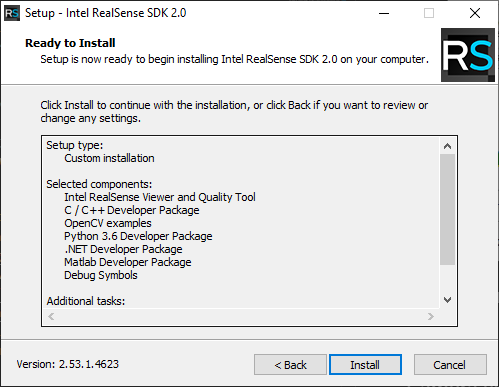 RS Setup - Intel RealSense SDK 2.0
Ready to Install
Setup is now ready to begin installing Intel RealSense SDK 2.0 on your computer.
RS
Click Install to continue with the installation, or click Back if you want to review or
change any settings.
Setup type:
Custom installation
Selected components:
Intel RealSense Viewer and Quality Tool
C / C++ Developer Package
OpenCV examples
Python 3.6 Developer Package
.NET Developer Package
Matlab Developer Package
Debug Symbols
Additional tasks:
Version: 2.53.1.4623
< Back
Install
Cancel